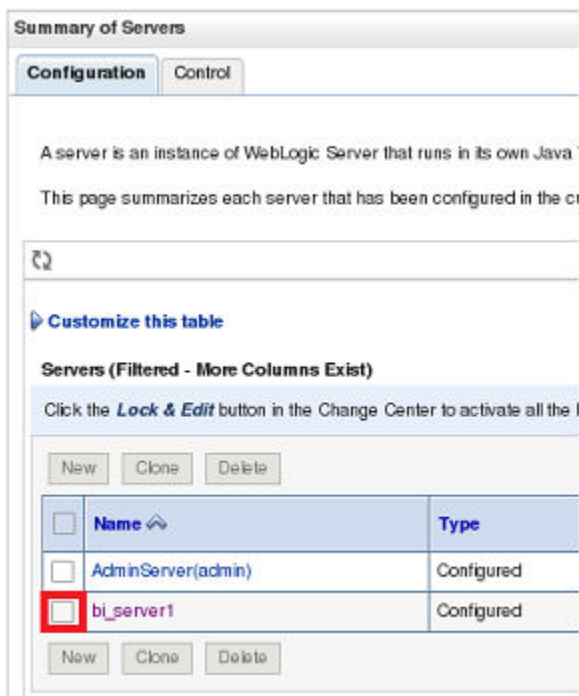 Summary of Servers
Configuration Control
A server is an instance of WebLogic Server that runs in its own Java
This page summarizes each server that has been configured in the
Customize this table
Servers (Filtered - More Columns Exist)
Click the Lock & Edit button in the Change Center to activate all the
New Clone Delete
Name Type
AdminServer(admin) Configured
bi_server1 Configured
New Clone Delete